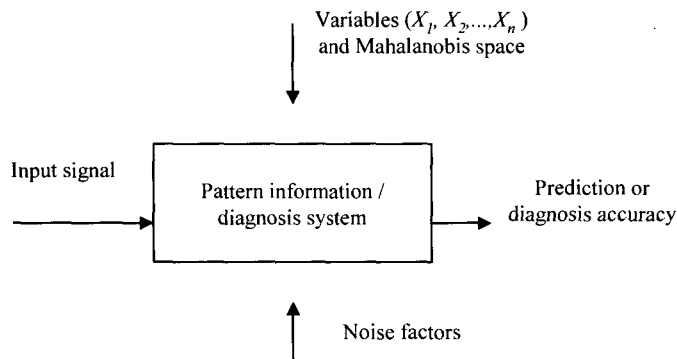 Variables (X1, X2,...,Xn)
and Mahalanobis space
Input signal
Pattern information /
diagnosis system
Prediction or
diagnosis accuracy
Noise factors